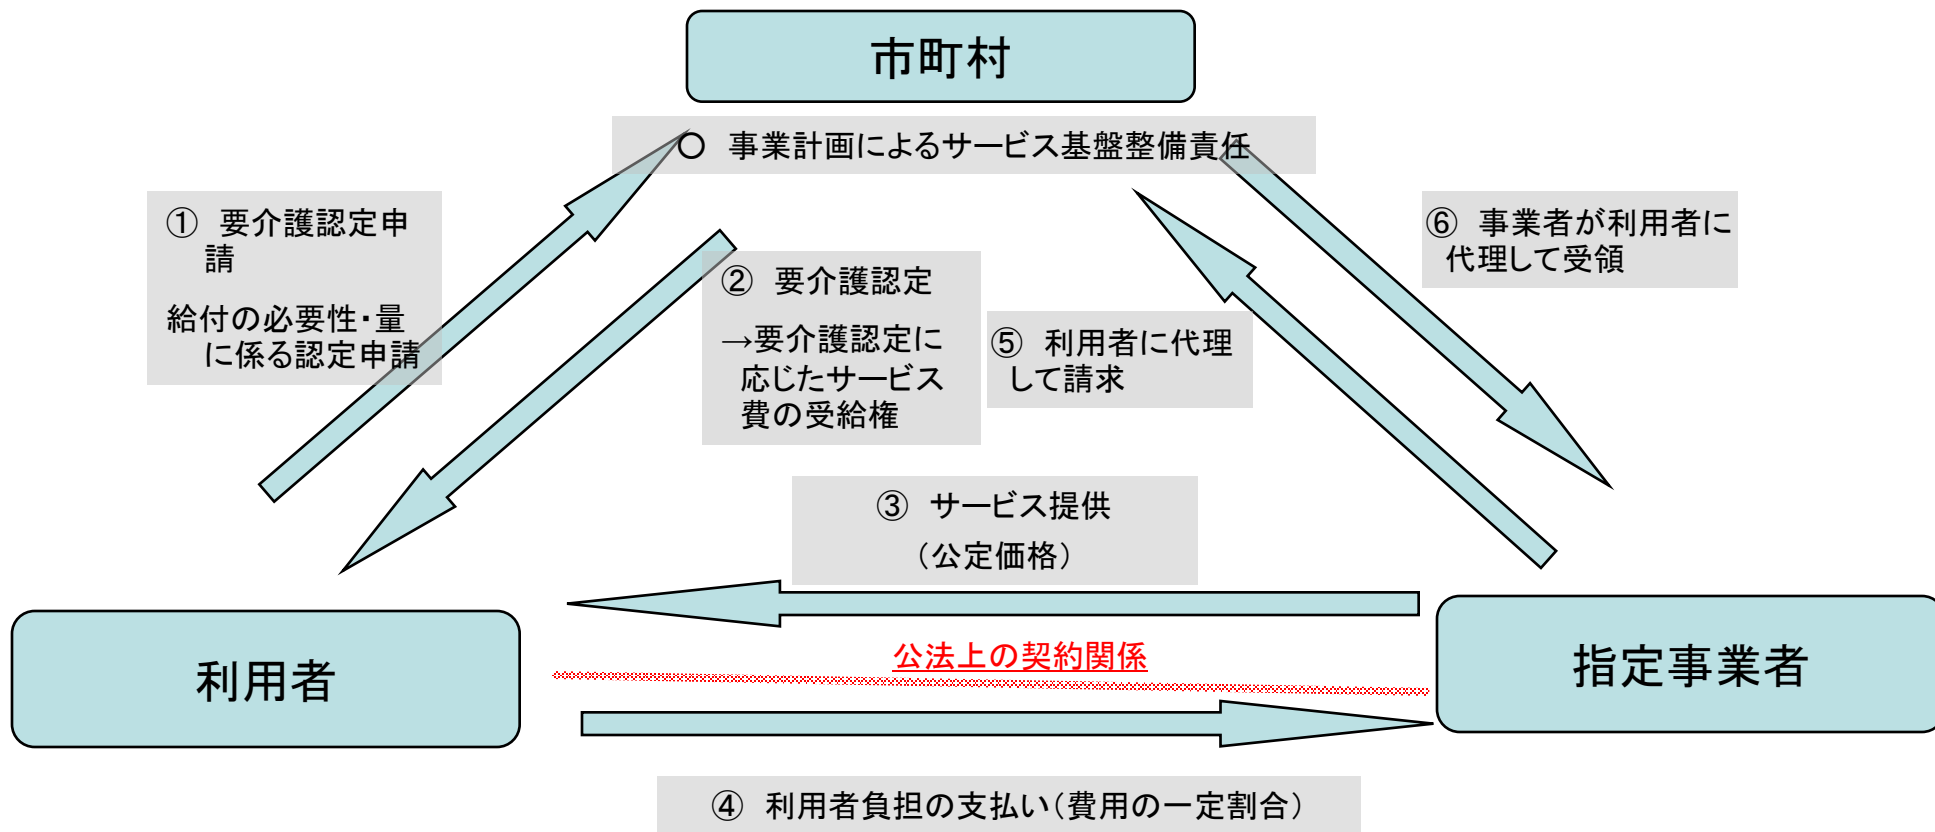 市町村
○ 事業計画によるサービス基盤整備責任
① 要介護認定申
請
給付の必要性・量
に係る認定申請
② 要介護認定
→要介護認定に
応じたサービス
費の受給権
⑤ 利用者に代理
して請求
⑥ 事業者が利用者に
代理して受領
③ サービス提供
（公定価格）
公法上の契約関係
利用者
指定事業者
④ 利用者負担の支払い（費用の一定割合）